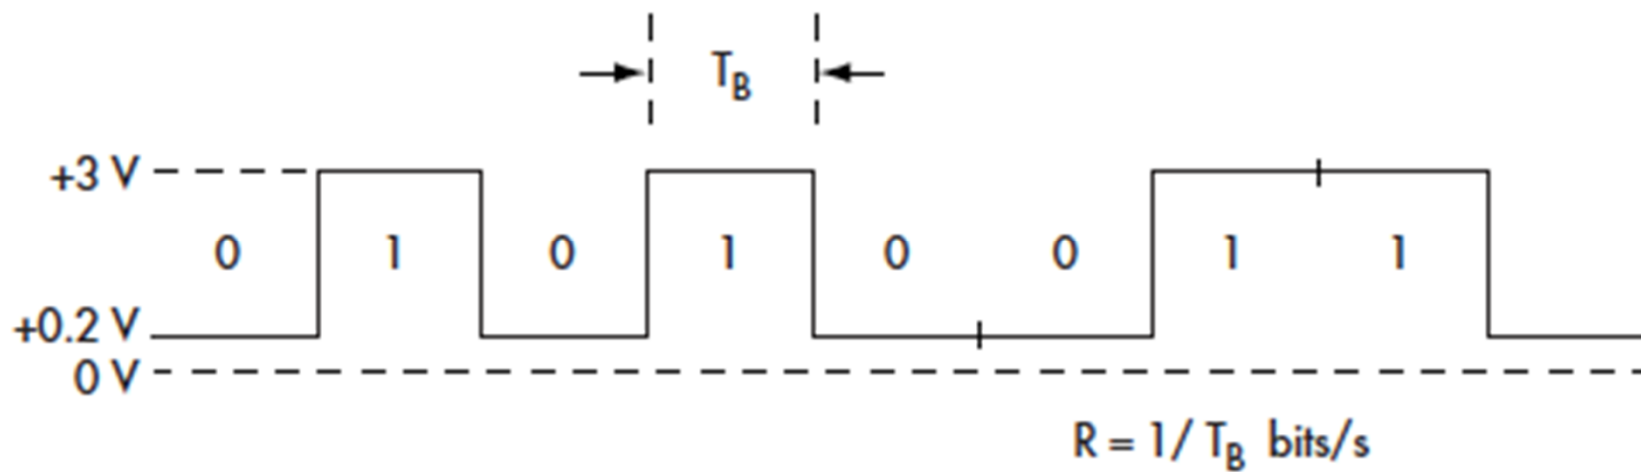 T_B
+3 V
0 1 0 1 0 0 1 1
+0.2 V
0 V
R = 1/ T_B bits/s